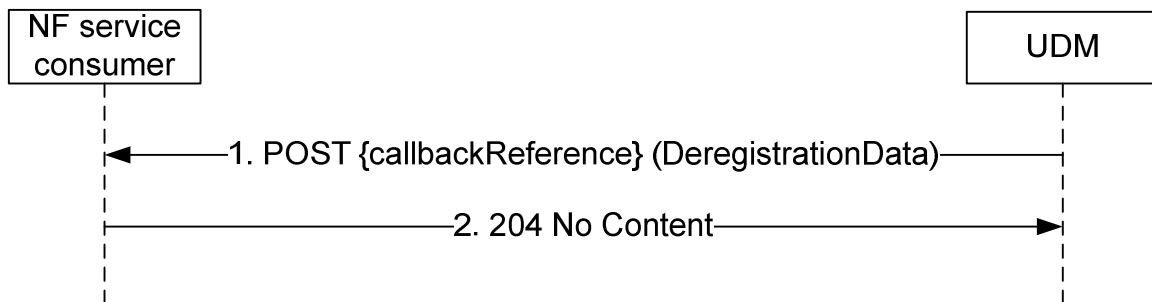 NF service
consumer
UDM
1. POST {callbackReference} (DeregistrationData)
2. 204 No Content